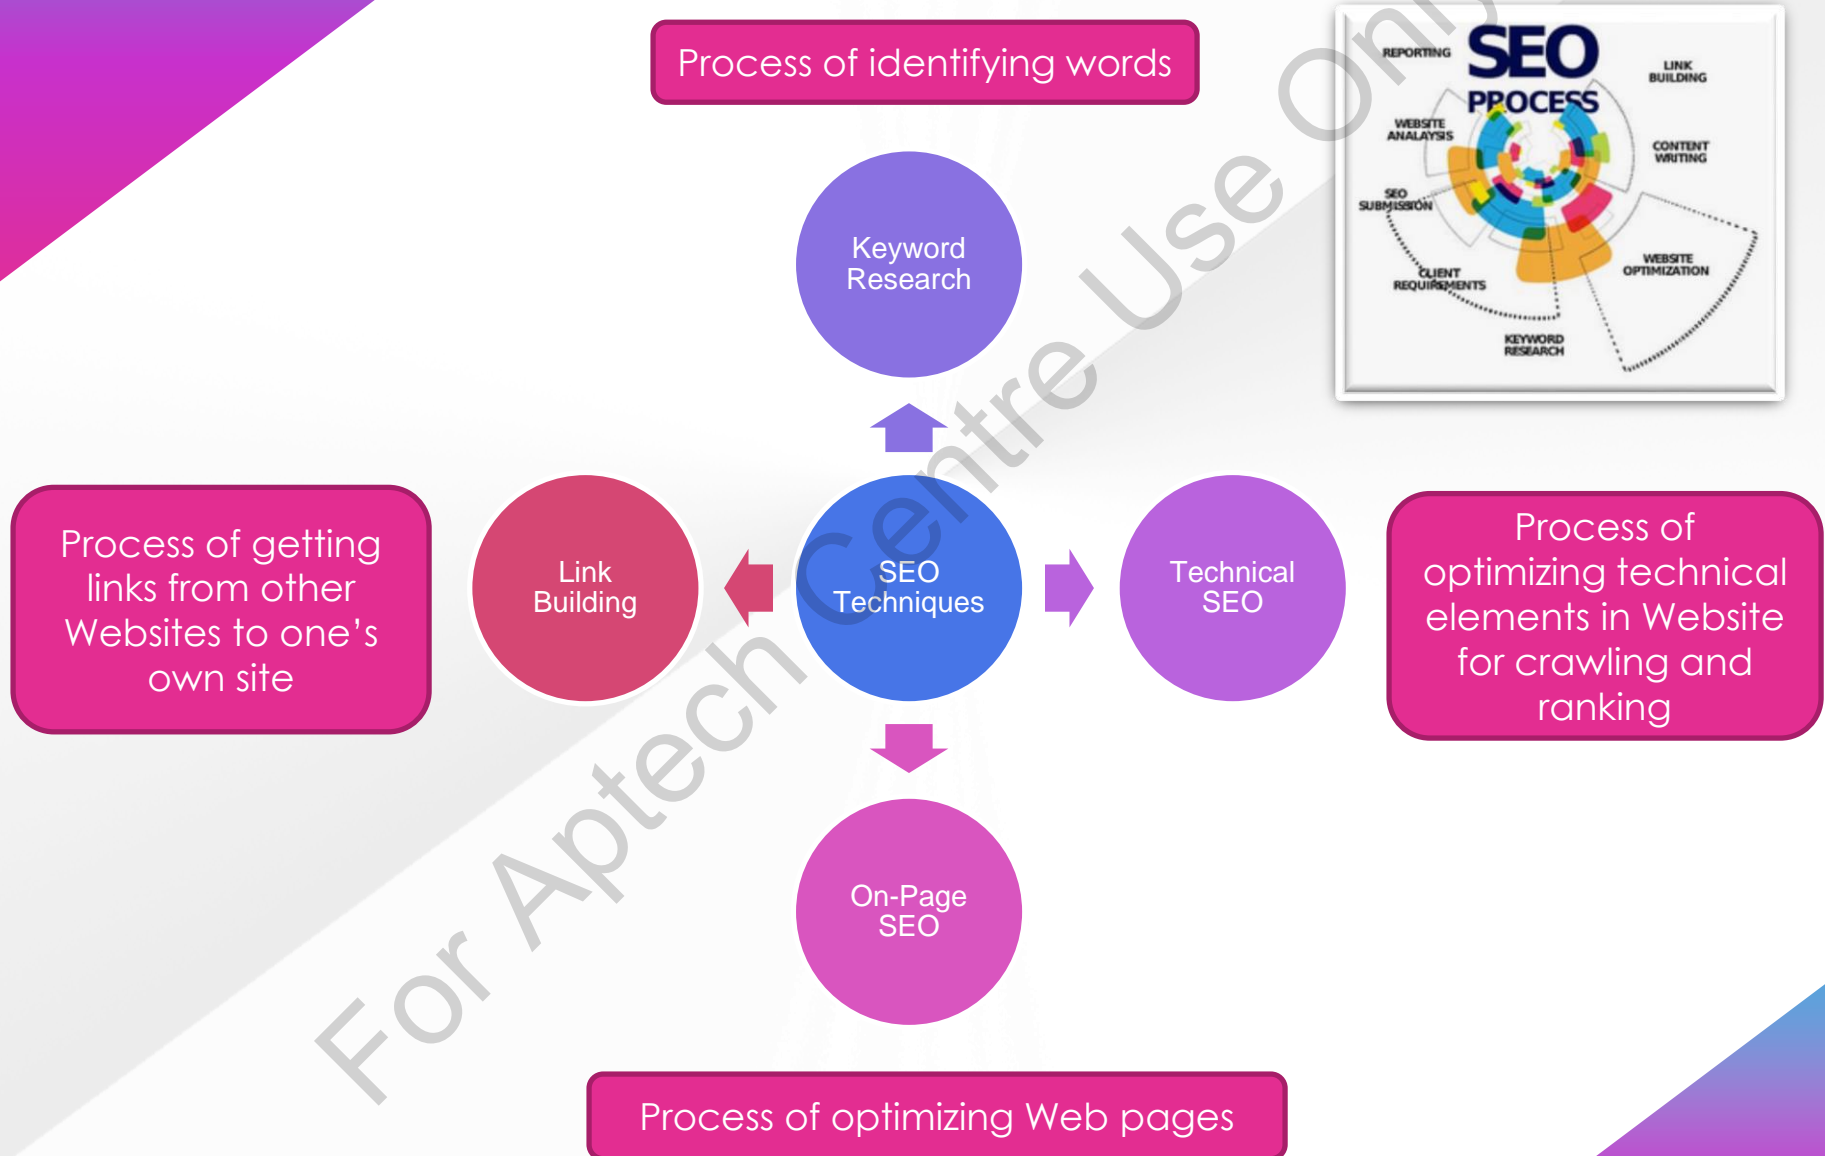 Process of identifying words
SEO
PROCESS
REPORTING
LINK
BUILDING
WEBSITE
ANALAYSIS
CONTENT
WRITING
SEO
SUBMISSION
WEBSITE
OPTIMIZATION
CLIENT
REQUIREMENTS
KEYWORD
RESEARCH
Keyword
Research
Process of getting
links from other
Websites to one’s
own site
Link
Building
SEO
Techniques
Technical
SEO
Process of
optimizing technical
elements in Website
for crawling and
ranking
On-Page
SEO
Process of optimizing Web pages
For Aptech Centre Use Only